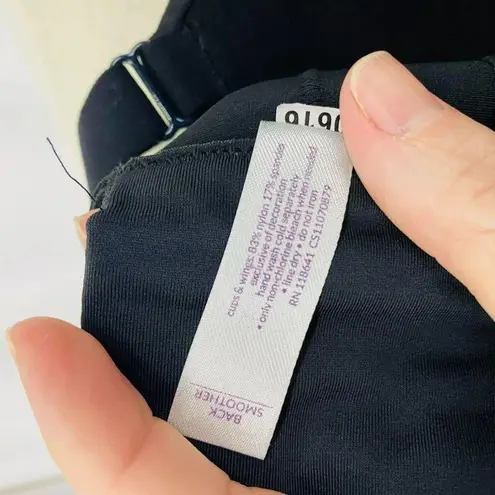 cups & wings: 83% nylon 17% spandex
exclusive of decoration
hand wash cold separately
• only non-chlorine bleach when needed
• line dry • do not iron
RN 118641 CS11070879
BACK
SMOOTHER